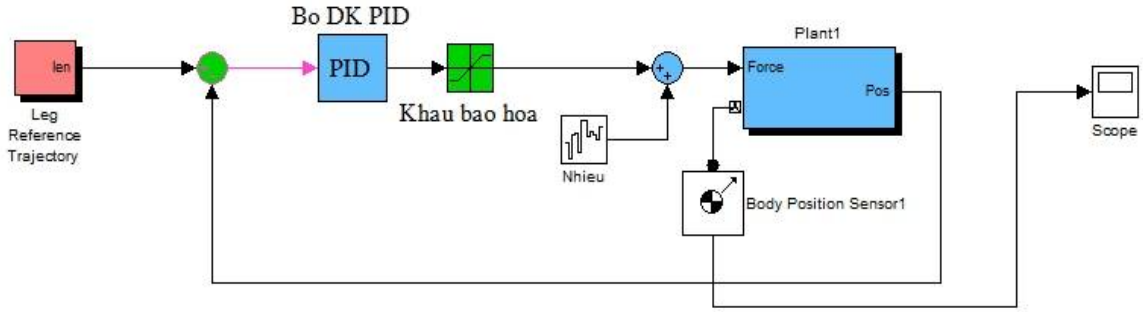 Bo DK PID
Plant1
len
PID
Force
Pos
Khau bao hoa
Leg
Reference
Trajectory
Nhieu
Scope
Body Position Sensor1